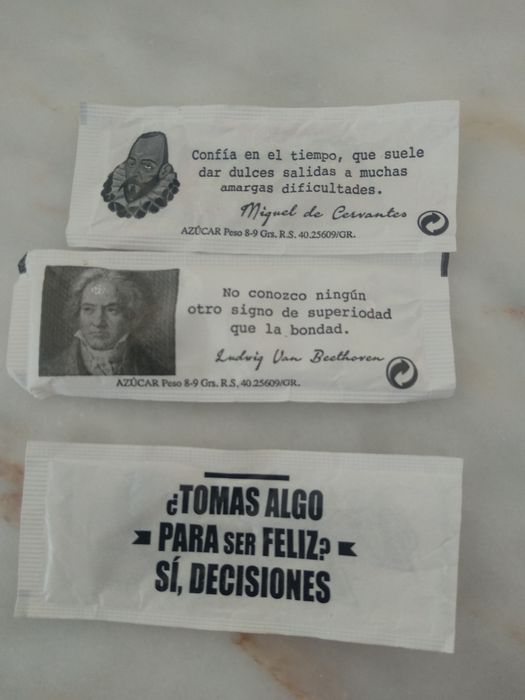 Confía en el tiempo, que suele
dar dulces salidas a muchas
amargas dificultades.
Miguel de Cervantes
AZÚCAR Peso 8-9 Grs. R.S. 40.25609/GR.
No conozco ningún
otro signo de superiodad
que la bondad.
Ludwig Van Beethoven
AZÚCAR Peso 8-9 Grs. R.S. 40.25609/GR.
¿TOMAS ALGO
PARA SER FELIZ?
SÍ, DECISIONES